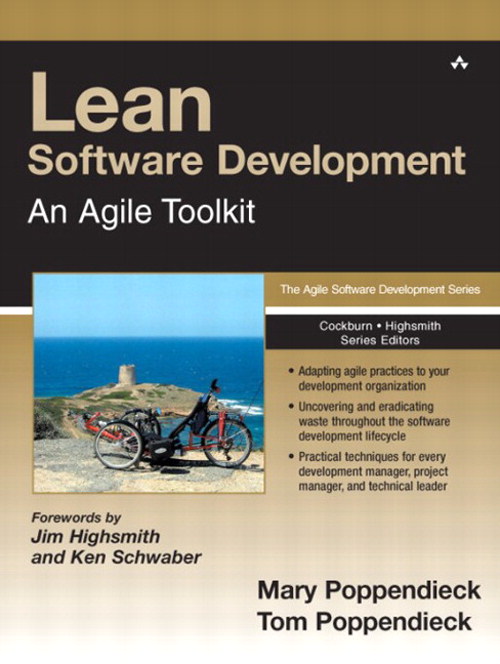 Lean
Software Development
An Agile Toolkit
The Agile Software Development Series
Cockburn • Highsmith
Series Editors
• Adapting agile practices to your
development organization
• Uncovering and eradicating
waste throughout the software
development lifecycle
• Practical techniques for every
development manager, project
manager, and technical leader
Forewords by
Jim Highsmith
and Ken Schwaber
Mary Poppendieck
Tom Poppendieck